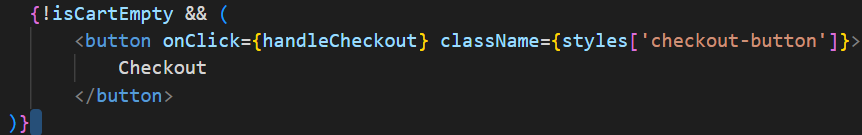 {!isCartEmpty && (
<button onClick={handleCheckout} className={styles['checkout-button']}>
Checkout
</button>
)}